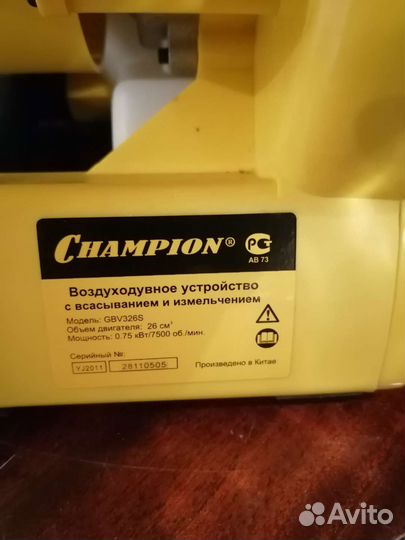 CHAMPION®
РС
АВ 73
Воздуходувное устройство
с всасыванием и измельчением
Модель: GBV326S
Объем двигателя: 26 см³
Мощность: 0.75 кВт/7500 об./мин.
Серийный №:
YJ2011 28110505
Произведено в Китае
Avito